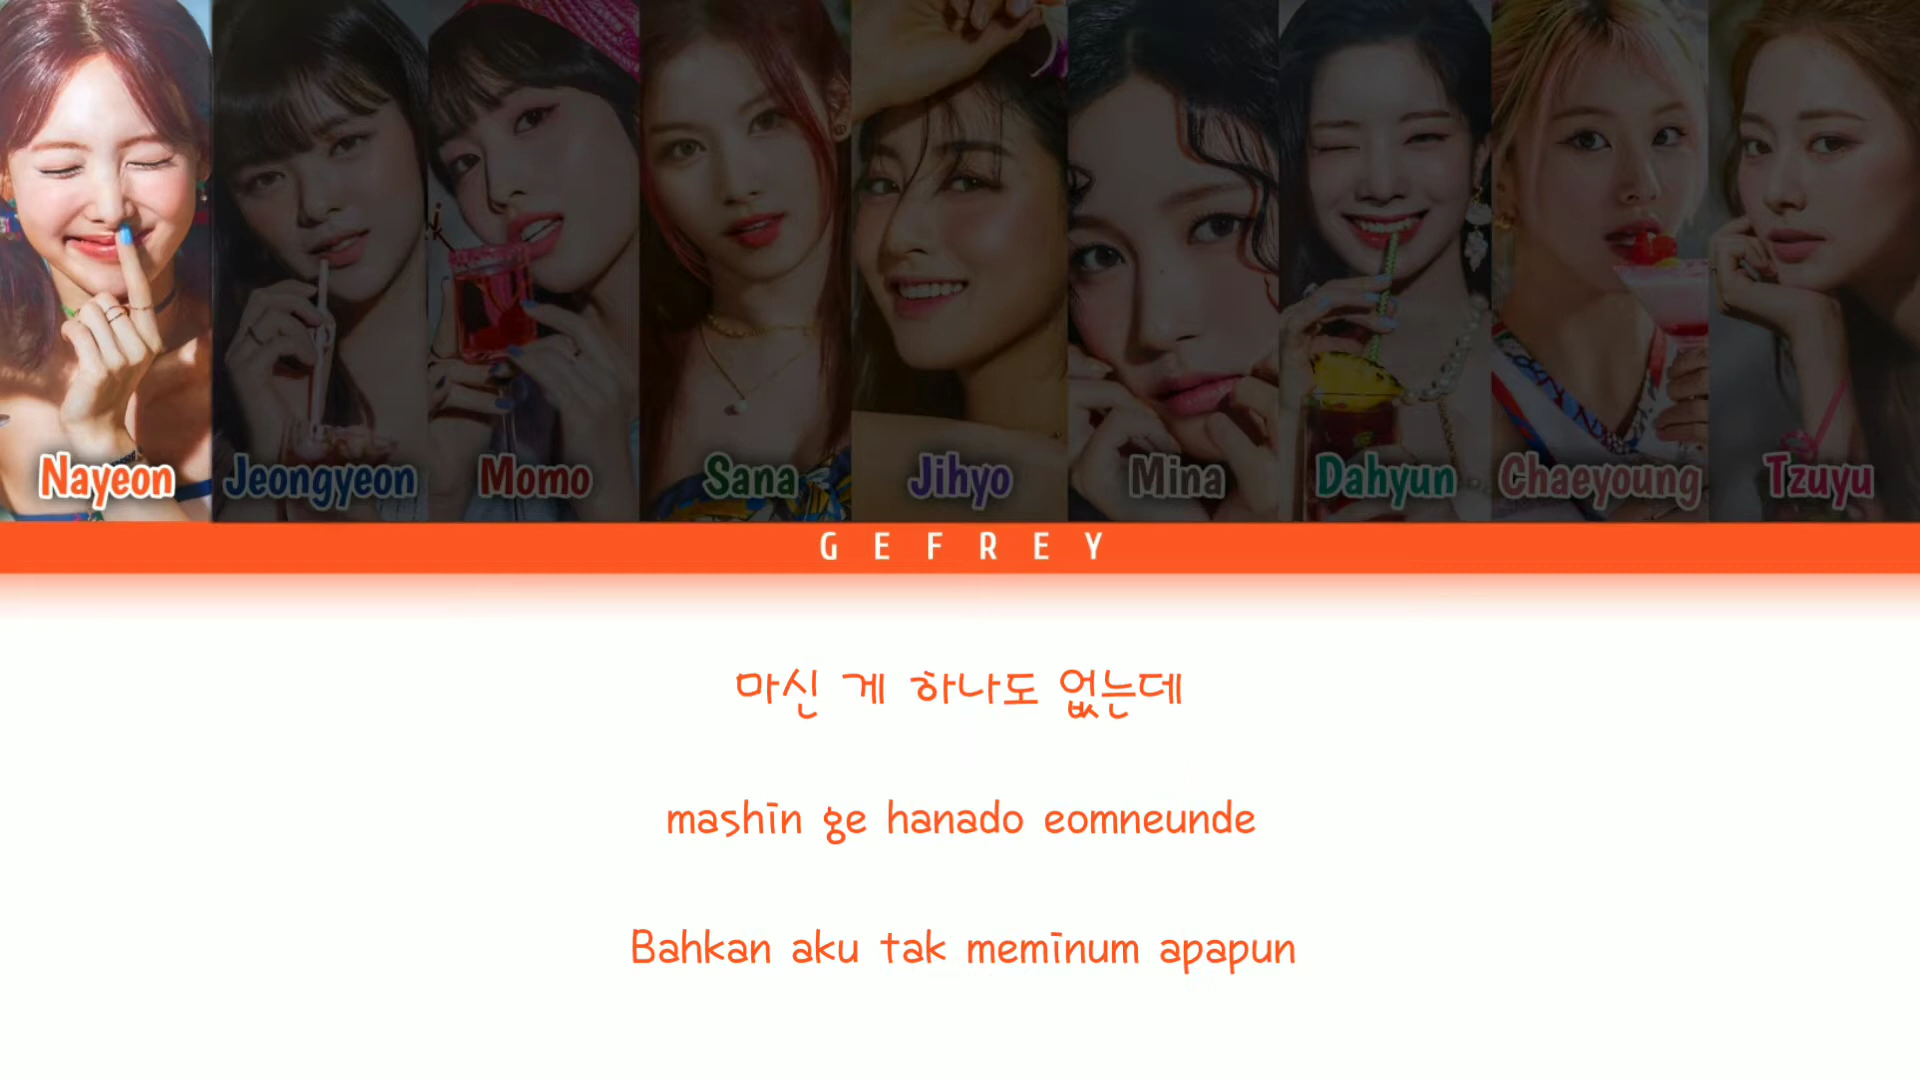 Nayeon Jeongyeon Momo Sana Jihyo Mina Dahyun Chaeyoung Tzuyu
GEFREY
마신 게 하나도 없는데
mashin ge hanado eomneunde
Bahkan aku tak meminum apapun